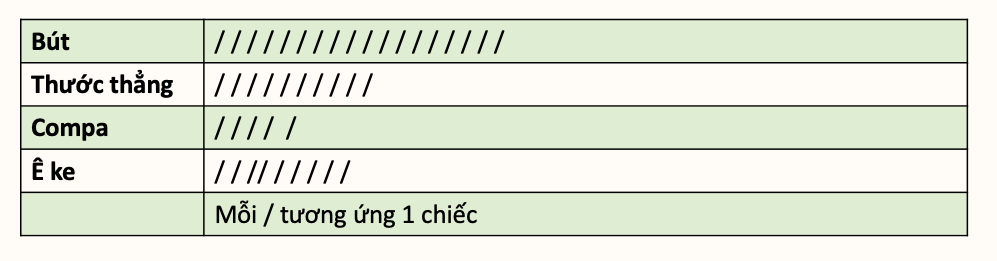 Bút / / / / / / / / / / / / / / / / / /
Thước thẳng / / / / / / / / / /
Compa / / / /  /
Ê ke / / // / / / / /
Mỗi / tương ứng 1 chiếc